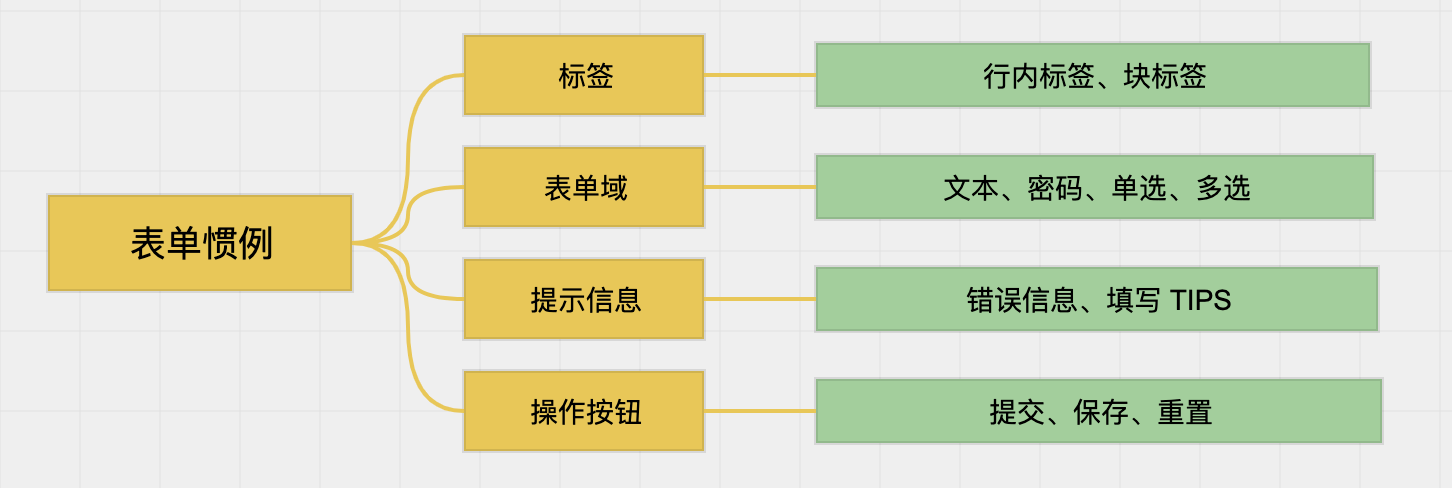 表单惯例
标签
行内标签、块标签
表单域
文本、密码、单选、多选
提示信息
错误信息、填写 TIPS
操作按钮
提交、保存、重置